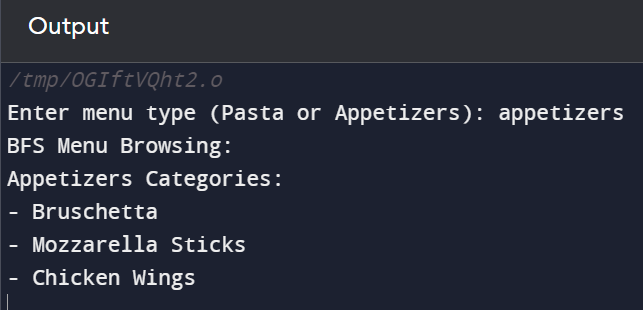 Output
/tmp/OGIftVQht2.o
Enter menu type (Pasta or Appetizers): appetizers
BFS Menu Browsing:
Appetizers Categories:
- Bruschetta
- Mozzarella Sticks
- Chicken Wings